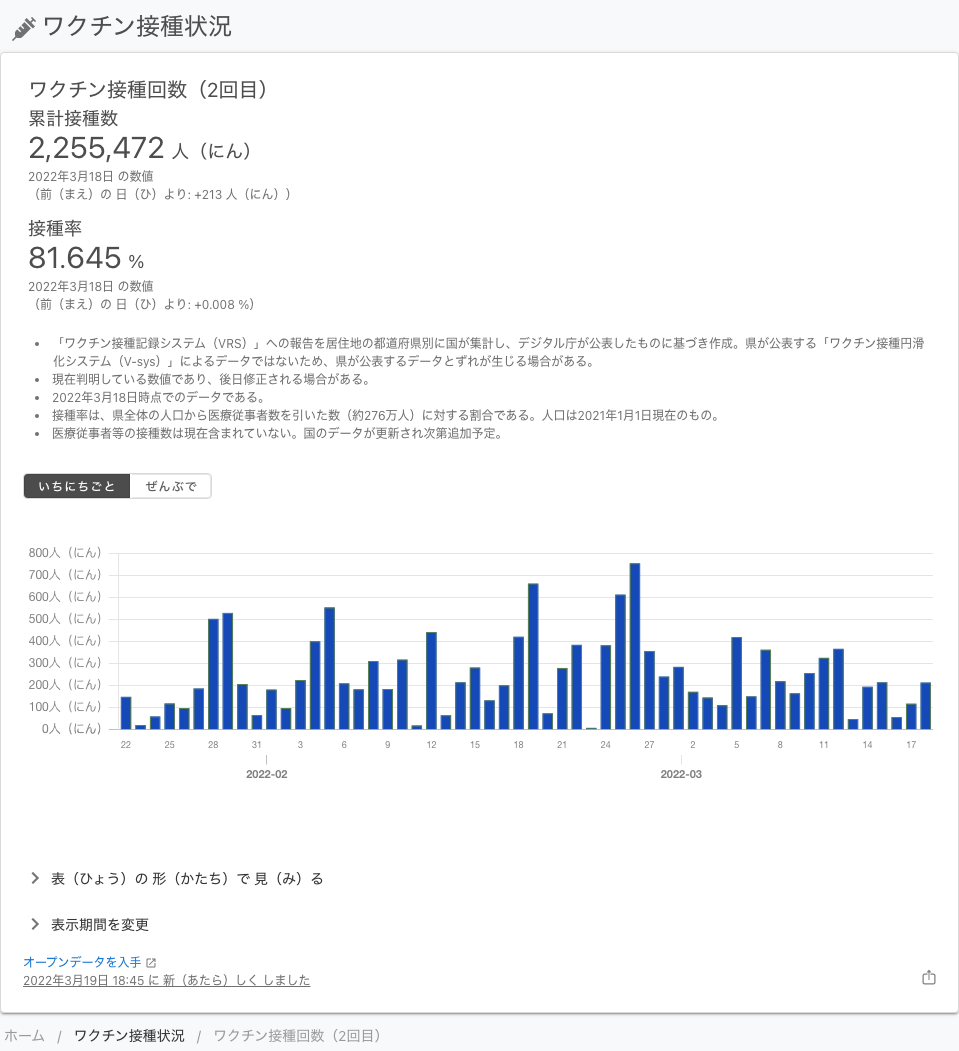 ワクチン接種状況
ワクチン接種回数（2回目）
累計接種数
2,255,472 人（にん）
2022年3月18日 の数値
（前（まえ）の 日（ひ）より: +213 人（にん））
接種率
81.645 %
2022年3月18日 の数値
（前（まえ）の 日（ひ）より: +0.008 %）
• 「ワクチン接種記録システム（VRS）」への報告を居住地の都道府県別に国が集計し、デジタル庁が公表したものに基づき作成。県が公表する「ワクチン接種円滑
化システム（V-sys）」によるデータではないため、県が公表するデータとずれが生じる場合がある。
• 現在判明している数値であり、後日修正される場合がある。
• 2022年3月18日時点でのデータである。
• 接種率は、県全体の人口から医療従事者数を引いた数（約276万人）に対する割合である。人口は2021年1月1日現在のもの。
• 医療従事者等の接種数は現在含まれていない。国のデータが更新され次第追加予定。
いちにちごと ぜんぶで
800人（にん）
700人（にん）
600人（にん）
500人（にん）
400人（にん）
300人（にん）
200人（にん）
100人（にん）
0人（にん）
22 25 28 31 3 6 9 12 15 18 21 24 27 2 5 8 11 14 17
2022-02 2022-03
表（ひょう）の 形（かたち）で 見（み）る
表示期間を変更
オープンデータを入手
2022年3月19日 18:45 に 新（あたら）しく しました
ホーム / ワクチン接種状況 / ワクチン接種回数（2回目）